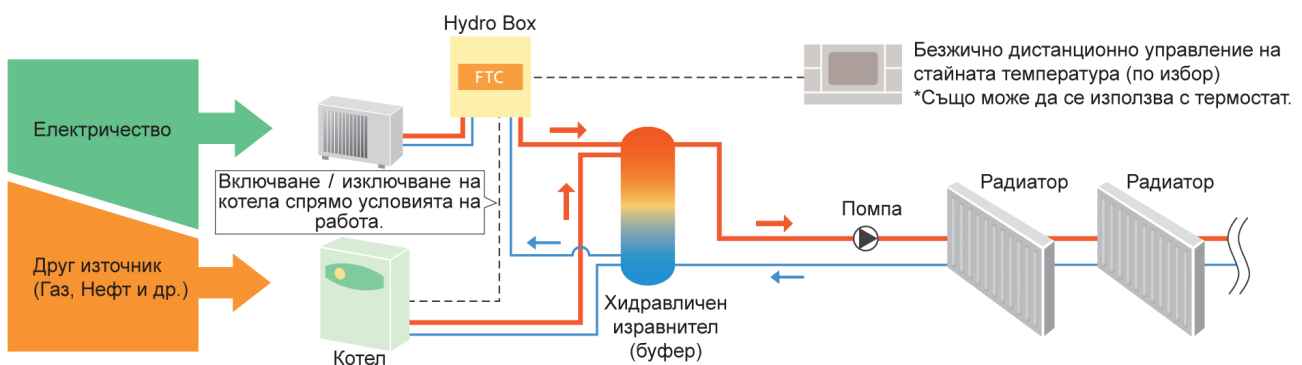 Hydro Box
FTC
Безжично дистанционно управление на
стайната температура (по избор)
*Също може да се използва с термостат.
Електричество
Включване / изключване на
котела спрямо условията на
работа.
Друг източник
(Газ, Нефт и др.)
Котел
Хидравличен
изравнител
(буфер)
Помпа
Радиатор
Радиатор